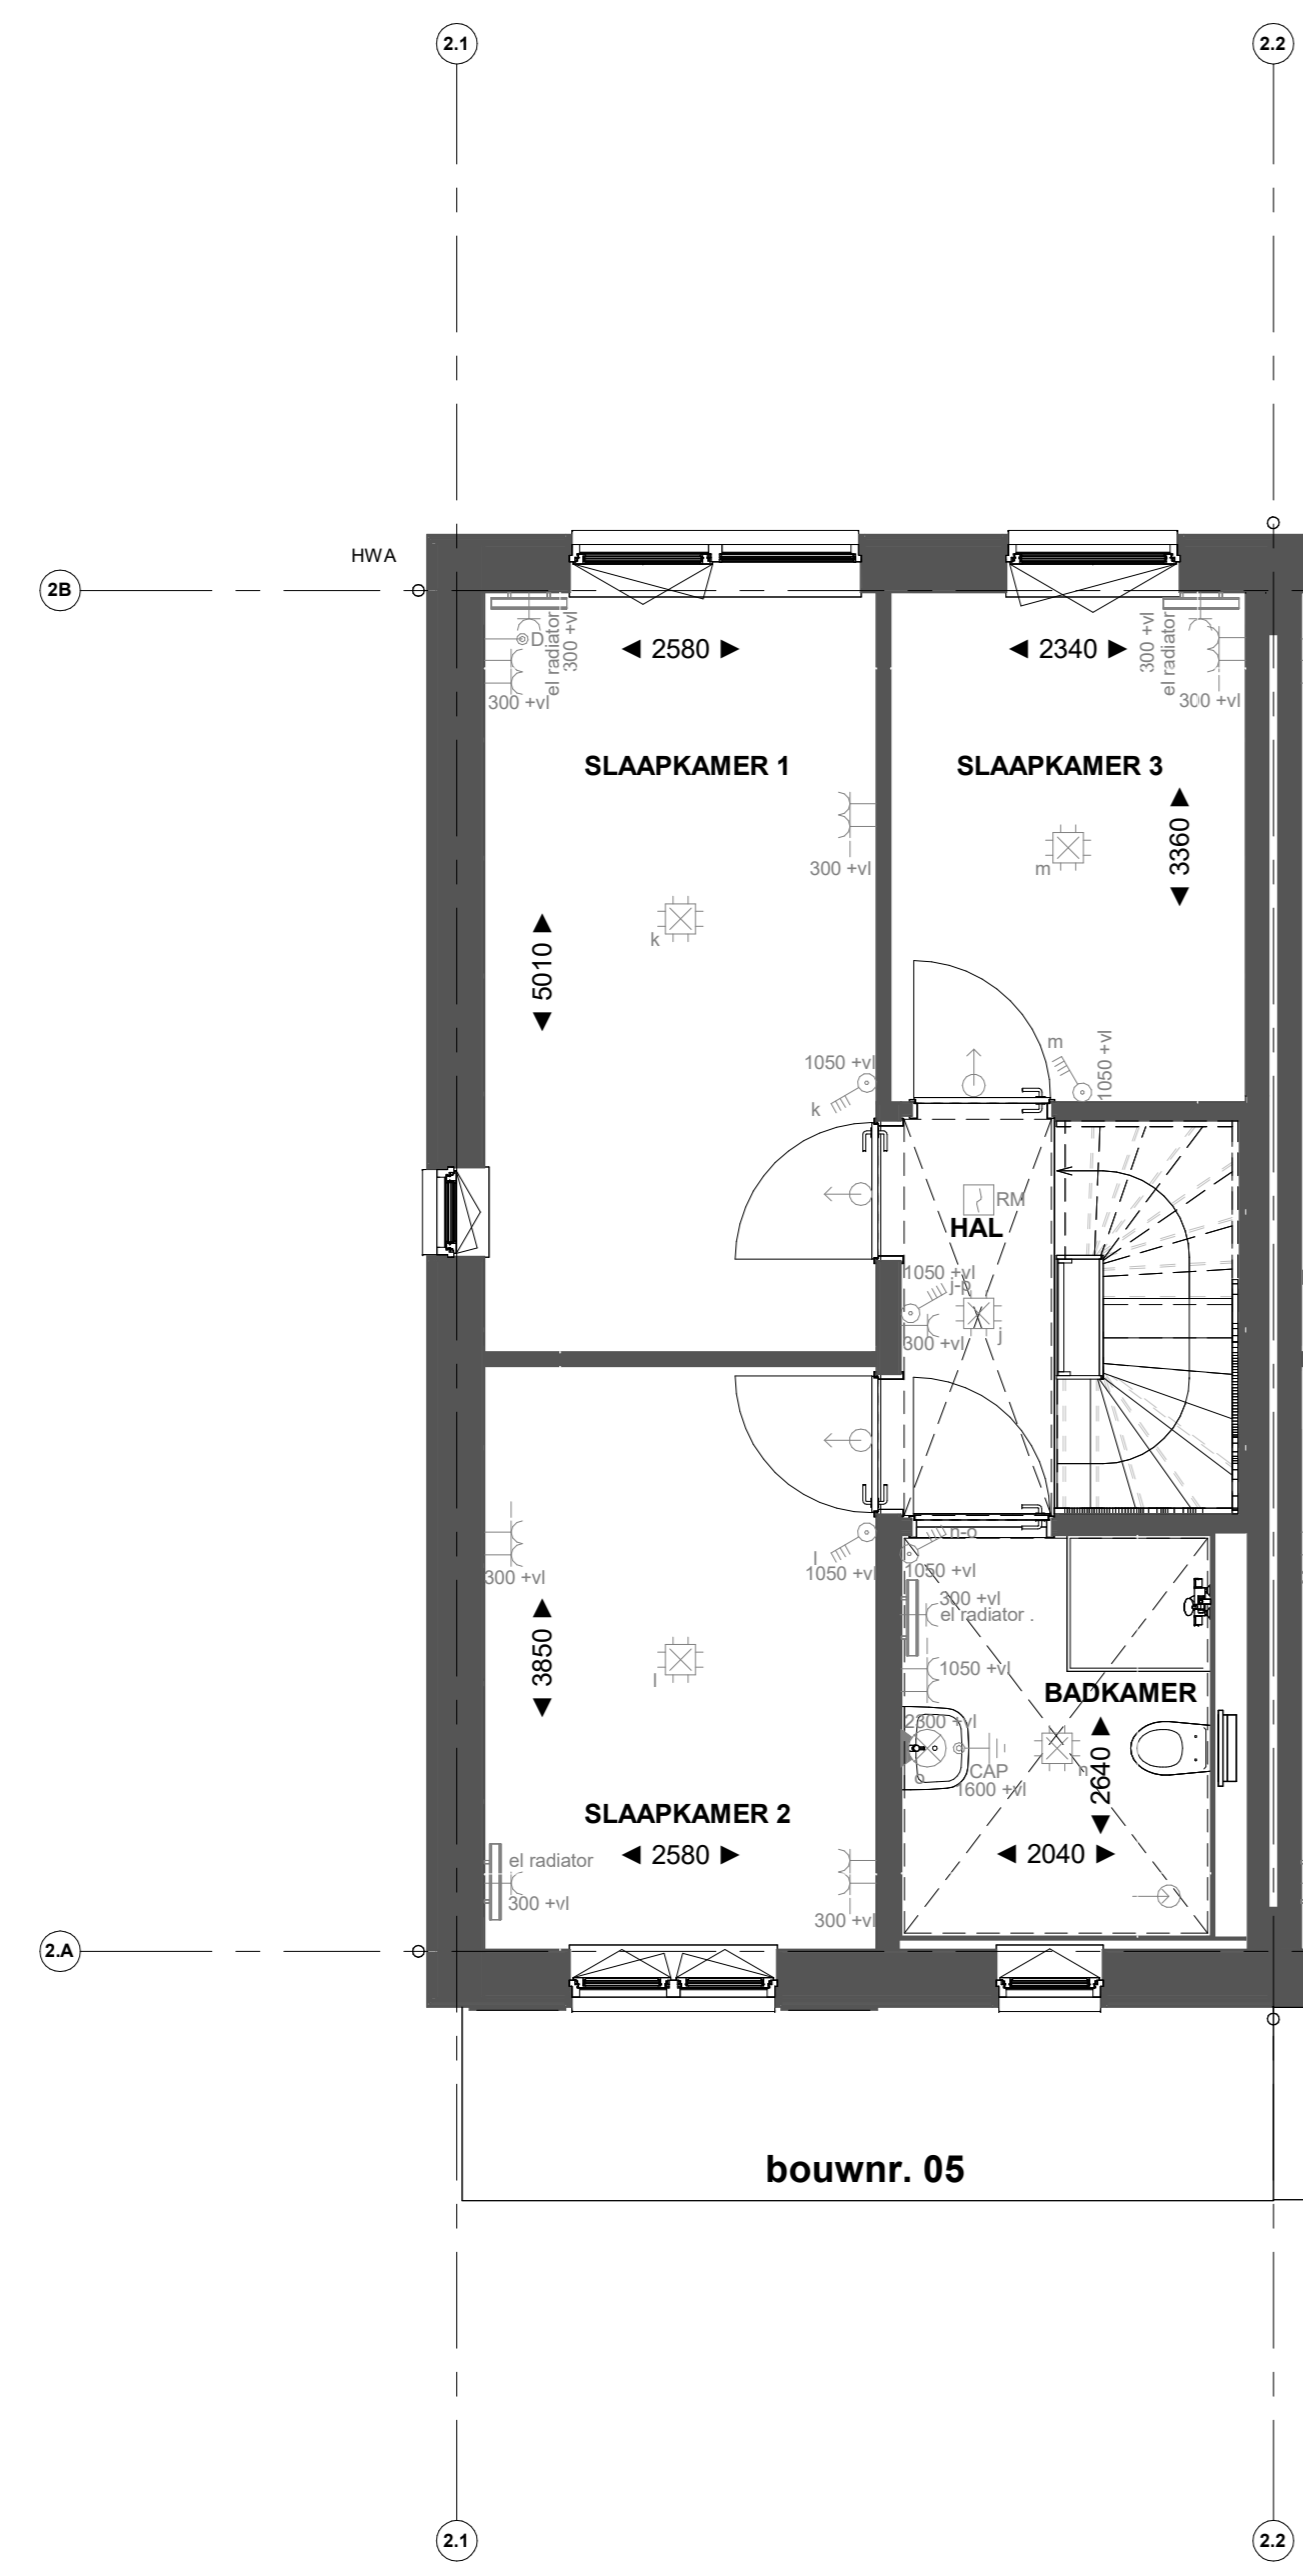 2.1
2.2
HWA
2B
D
el radiator
300 +vl
300 +vl
2580
2340
300 +vl
el radiator
300 +vl
SLAAPKAMER 1
SLAAPKAMER 3
300 +vl
3360
m
k
5010
1050 +vl
k
m
1050 +vl
RM
HAL
1050 +vl
j-p
j
300 +vl
n-o
l
1050 +vl
1050 +vl
300 +vl
300 +vl
el radiator .
3850
l
1050 +vl
BADKAMER
2300 +vl
CAP
1600 +vl
n
2640
SLAAPKAMER 2
2580
2040
el radiator
300 +vl
300 +vl
2.A
bouwnr. 05
2.1
2.2